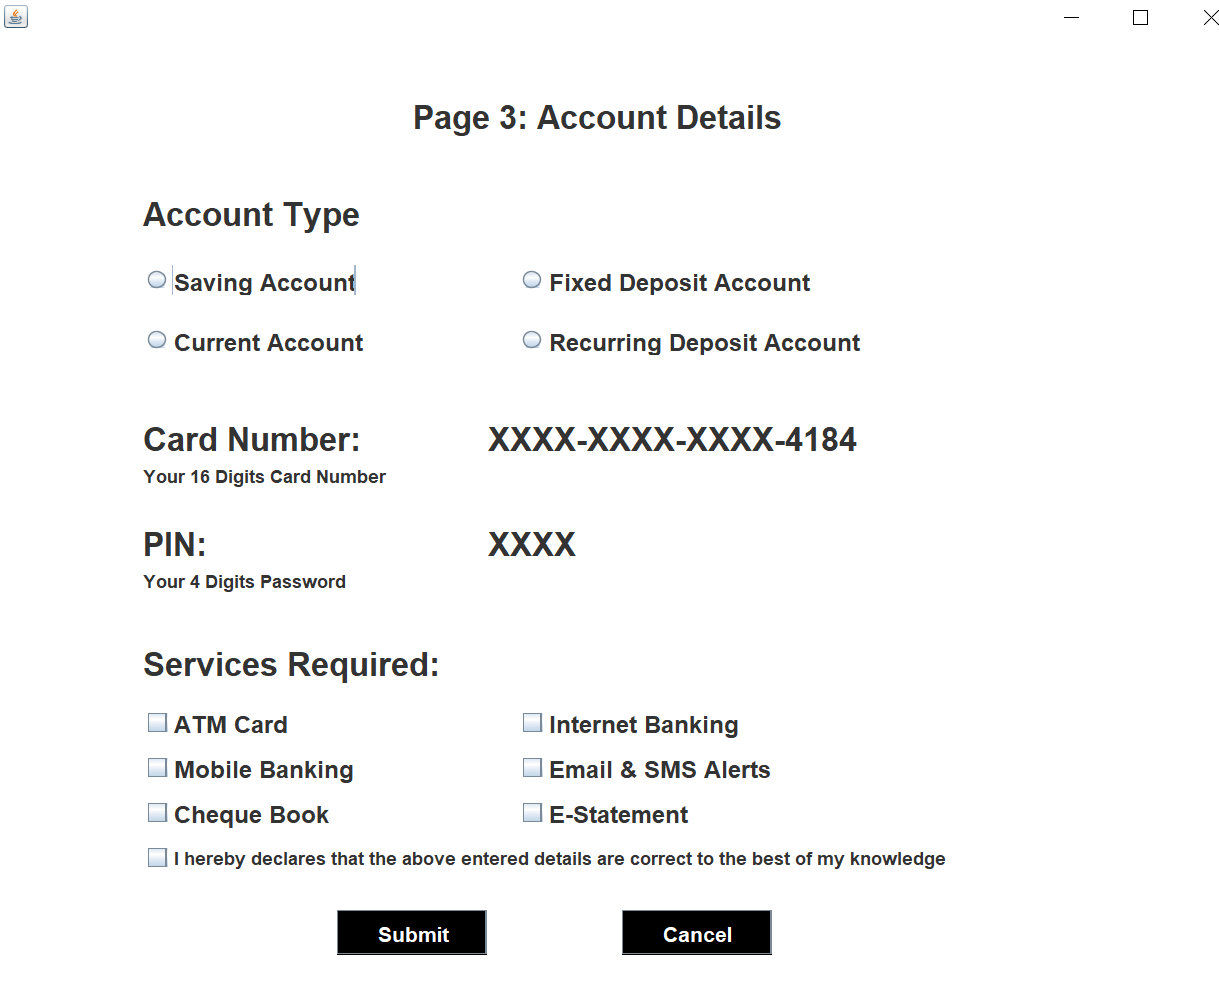 Page 3: Account Details
Account Type
Saving Account
Fixed Deposit Account
Current Account
Recurring Deposit Account
Card Number:
XXXX-XXXX-XXXX-4184
Your 16 Digits Card Number
PIN:
XXXX
Your 4 Digits Password
Services Required:
ATM Card
Internet Banking
Mobile Banking
Email & SMS Alerts
Cheque Book
E-Statement
I hereby declares that the above entered details are correct to the best of my knowledge
Submit
Cancel